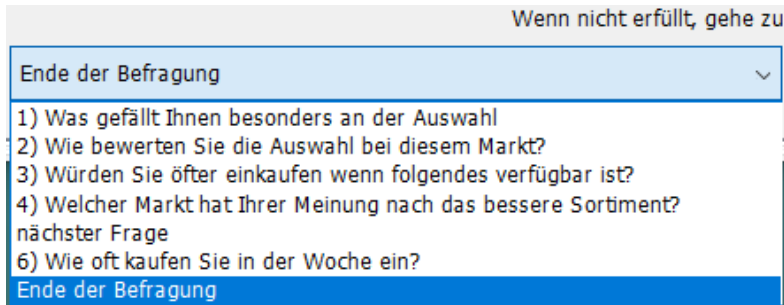 Wenn nicht erfüllt, gehe zu
Ende der Befragung
1) Was gefällt Ihnen besonders an der Auswahl
2) Wie bewerten Sie die Auswahl bei diesem Markt?
3) Würden Sie öfter einkaufen wenn folgendes verfügbar ist?
4) Welcher Markt hat Ihrer Meinung nach das bessere Sortiment?
nächster Frage
6) Wie oft kaufen Sie in der Woche ein?
Ende der Befragung